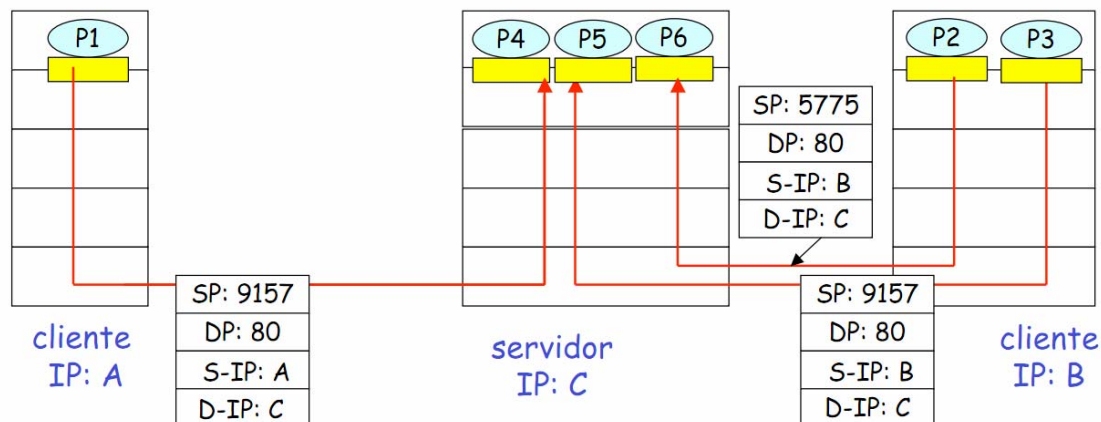 P1
P4
P5
P6
P2
P3
SP: 5775
DP: 80
S-IP: B
D-IP: C
SP: 9157
DP: 80
S-IP: A
D-IP: C
SP: 9157
DP: 80
S-IP: B
D-IP: C
cliente
IP: A
servidor
IP: C
cliente
IP: B